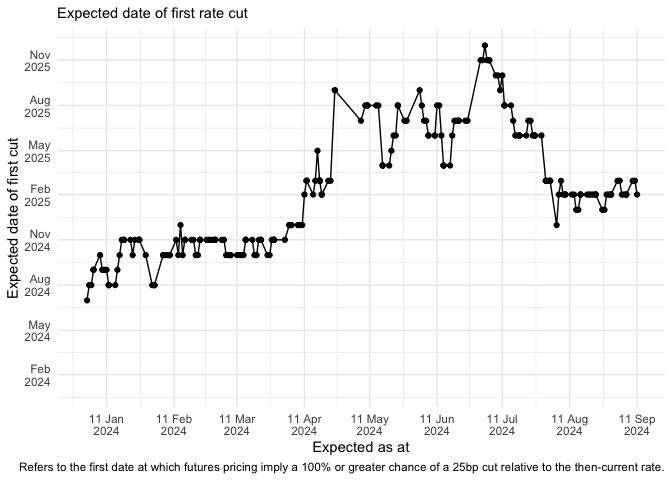 Expected date of first rate cut
Expected date of first cut
Nov
2025
Aug
2025
May
2025
Feb
2025
Nov
2024
Aug
2024
May
2024
Feb
2024
11 Jan
2024
11 Feb
2024
11 Mar
2024
11 Apr
2024
11 May
2024
11 Jun
2024
11 Jul
2024
11 Aug
2024
11 Sep
2024
Expected as at
Refers to the first date at which futures pricing imply a 100% or greater chance of a 25bp cut relative to the then-current rate.